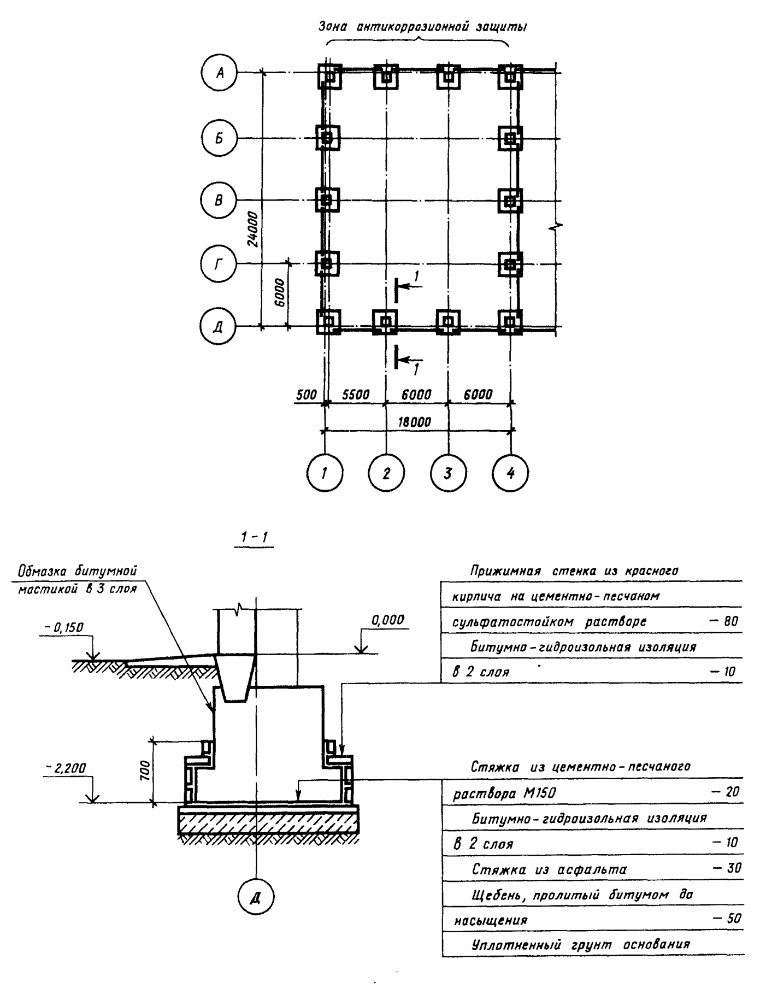 Зона антикоррозионной защиты
А
Б
В
Г
Д
24000
6000
1
1
500
5500
6000
6000
18000
1
2
3
4
1-1
Обмазка битумной
мастикой в 3 слоя
-0,150
0,000
-2,200
700
Д
Прижимная стенка из красного
кирпича на цементно-песчаном
сульфатостойком растворе - 80
Битумно-гидроизольная изоляция
в 2 слоя - 10
Стяжка из цементно-песчаного
раствора М150 - 20
Битумно-гидроизольная изоляция
в 2 слоя - 10
Стяжка из асфальта - 30
Щебень, пролитый битумом до
насыщения - 50
Уплотненный грунт основания